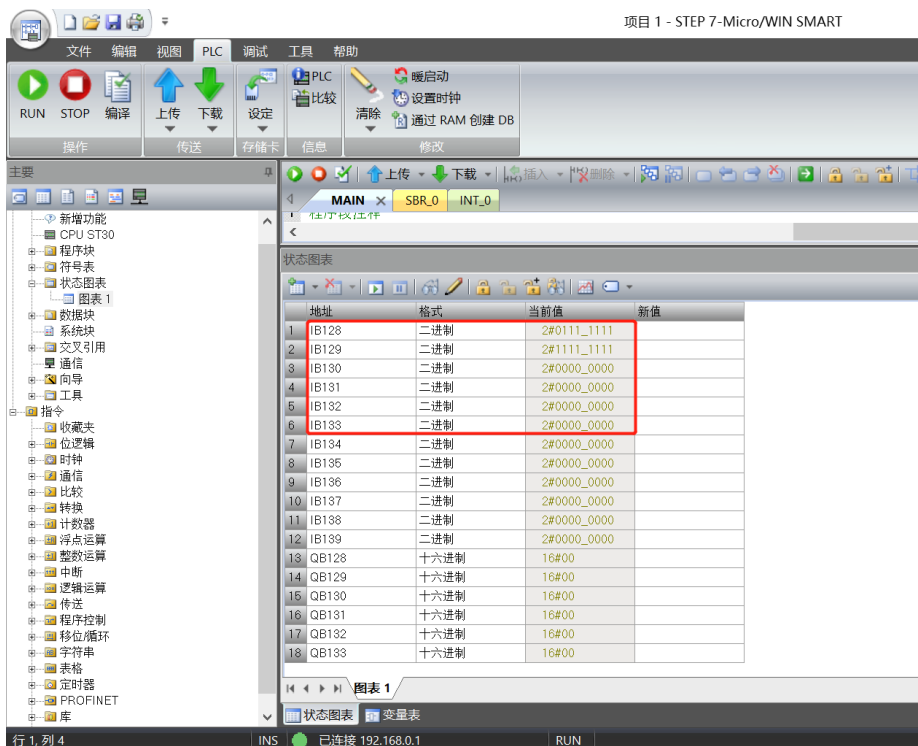 项目 1 - STEP 7-Micro/WIN SMART
文件 编辑 视图 PLC 调试 工具 帮助
RUN STOP 编译 上传 下载 设定 PLC 比较 清除 暖启动 设置时钟 通过 RAM 创建 DB
操作 传送 存储卡 信息 修改
主要
上传 下载 插入 删除
MAIN SBR_0 INT_0
程序段注释
新增功能
CPU ST30
程序块
符号表
状态图表
图表 1
数据块
系统块
交叉引用
通信
向导
工具
指令
收藏夹
位逻辑
时钟
通信
比较
转换
计数器
浮点运算
整数运算
中断
逻辑运算
传送
程序控制
移位/循环
字符串
表格
定时器
PROFINET
库
状态图表
地址 格式 当前值 新值
1 IB128 二进制 2#0111_1111
2 IB129 二进制 2#1111_1111
3 IB130 二进制 2#0000_0000
4 IB131 二进制 2#0000_0000
5 IB132 二进制 2#0000_0000
6 IB133 二进制 2#0000_0000
7 IB134 二进制 2#0000_0000
8 IB135 二进制 2#0000_0000
9 IB136 二进制 2#0000_0000
10 IB137 二进制 2#0000_0000
11 IB138 二进制 2#0000_0000
12 IB139 二进制 2#0000_0000
13 QB128 十六进制 16#00
14 QB129 十六进制 16#00
15 QB130 十六进制 16#00
16 QB131 十六进制 16#00
17 QB132 十六进制 16#00
18 QB133 十六进制 16#00
图表 1
状态图表 变量表
行 1, 列 4 INS 已连接 192.168.0.1 RUN